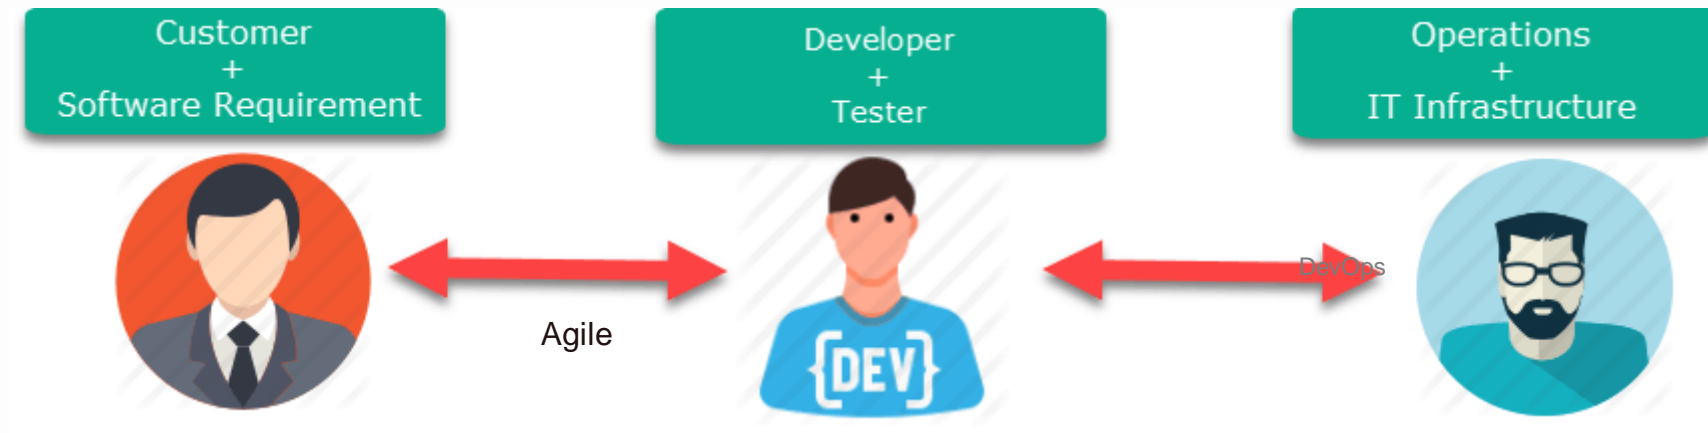 Customer
+
Software Requirement
Developer
+
Tester
Operations
+
IT Infrastructure
Agile
DevOps
{DEV}